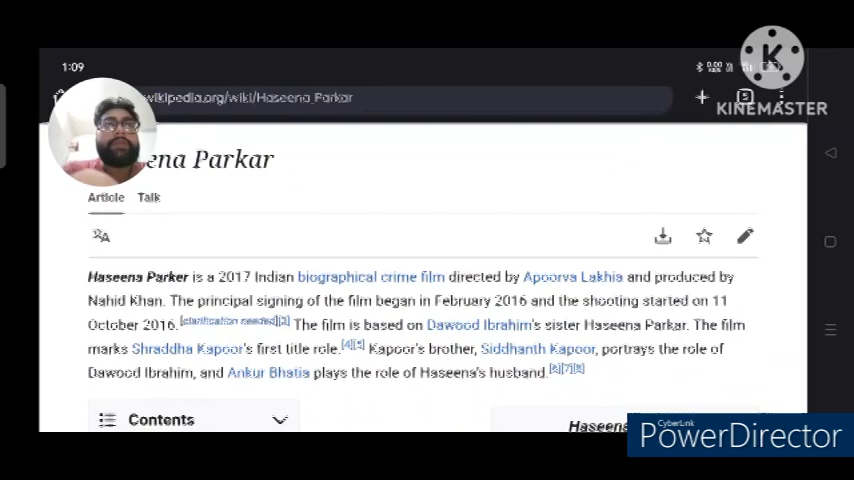 1:09
KINEMASTER
wikipedia.org/wiki/Haseena_Parkar
ena Parkar
Article Talk
Haseena Parker is a 2017 Indian biographical crime film directed by Apoorva Lakhia and produced by
Nahid Khan. The principal signing of the film began in February 2016 and the shooting started on 11
October 2016.[clarification needed][3] The film is based on Dawood Ibrahim's sister Haseena Parkar. The film
marks Shraddha Kapoor's first title role.[4][5] Kapoor's brother, Siddhanth Kapoor, portrays the role of
Dawood Ibrahim, and Ankur Bhatia plays the role of Haseena's husband.[6][7][8]
Contents
Haseena
CyberLink
PowerDirector